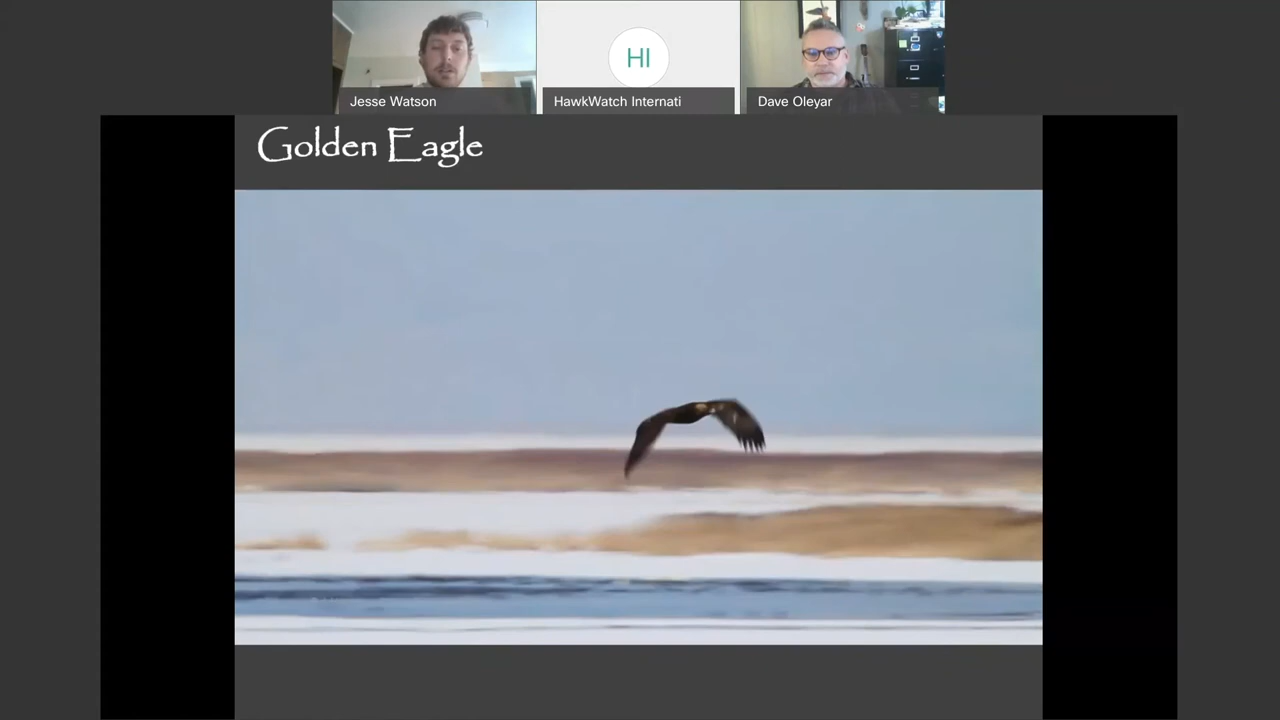 HI
Jesse Watson
HawkWatch Internati
Dave Oleyar
Golden Eagle